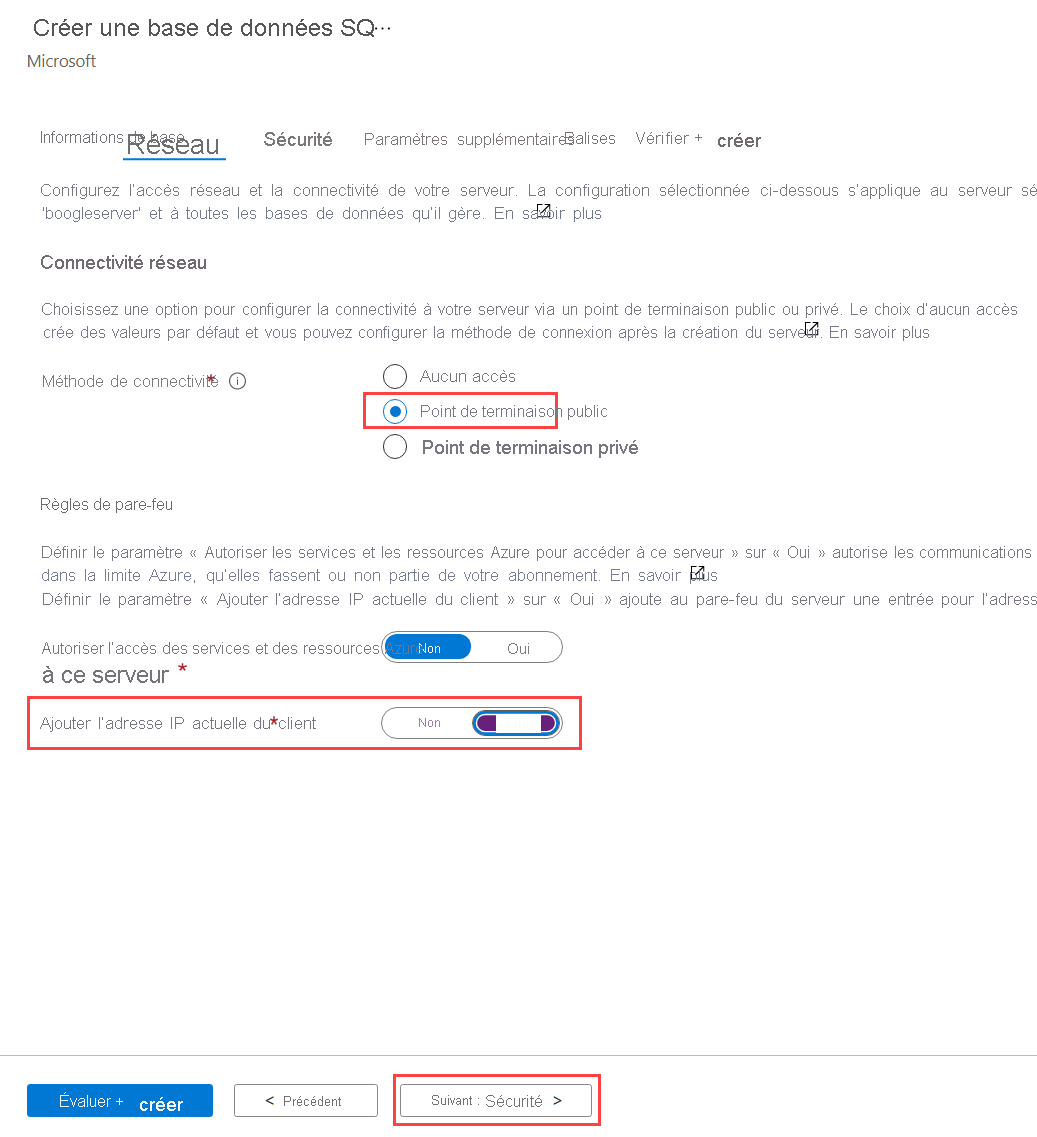 Créer une base de données SQ...
Microsoft
Informations de base Réseau Sécurité Paramètres supplémentaires Balises Vérifier + créer
Configurez l'accès réseau et la connectivité de votre serveur. La configuration sélectionnée ci-dessous s'applique au serveur sé
'boogleserver' et à toutes les bases de données qu'il gère. En savoir plus
Connectivité réseau
Choisissez une option pour configurer la connectivité à votre serveur via un point de terminaison public ou privé. Le choix d'aucun accès
crée des valeurs par défaut et vous pouvez configurer la méthode de connexion après la création du serveur. En savoir plus
Méthode de connectivité *
Aucun accès
Point de terminaison public
Point de terminaison privé
Règles de pare-feu
Définir le paramètre « Autoriser les services et les ressources Azure pour accéder à ce serveur » sur « Oui » autorise les communications
dans la limite Azure, qu'elles fassent ou non partie de votre abonnement. En savoir plus
Définir le paramètre « Ajouter l'adresse IP actuelle du client » sur « Oui » ajoute au pare-feu du serveur une entrée pour l'adress
Autoriser l'accès des services et des ressources Azure Non Oui
à ce serveur *
Ajouter l'adresse IP actuelle du client * Non
Évaluer + créer < Précédent Suivant : Sécurité >